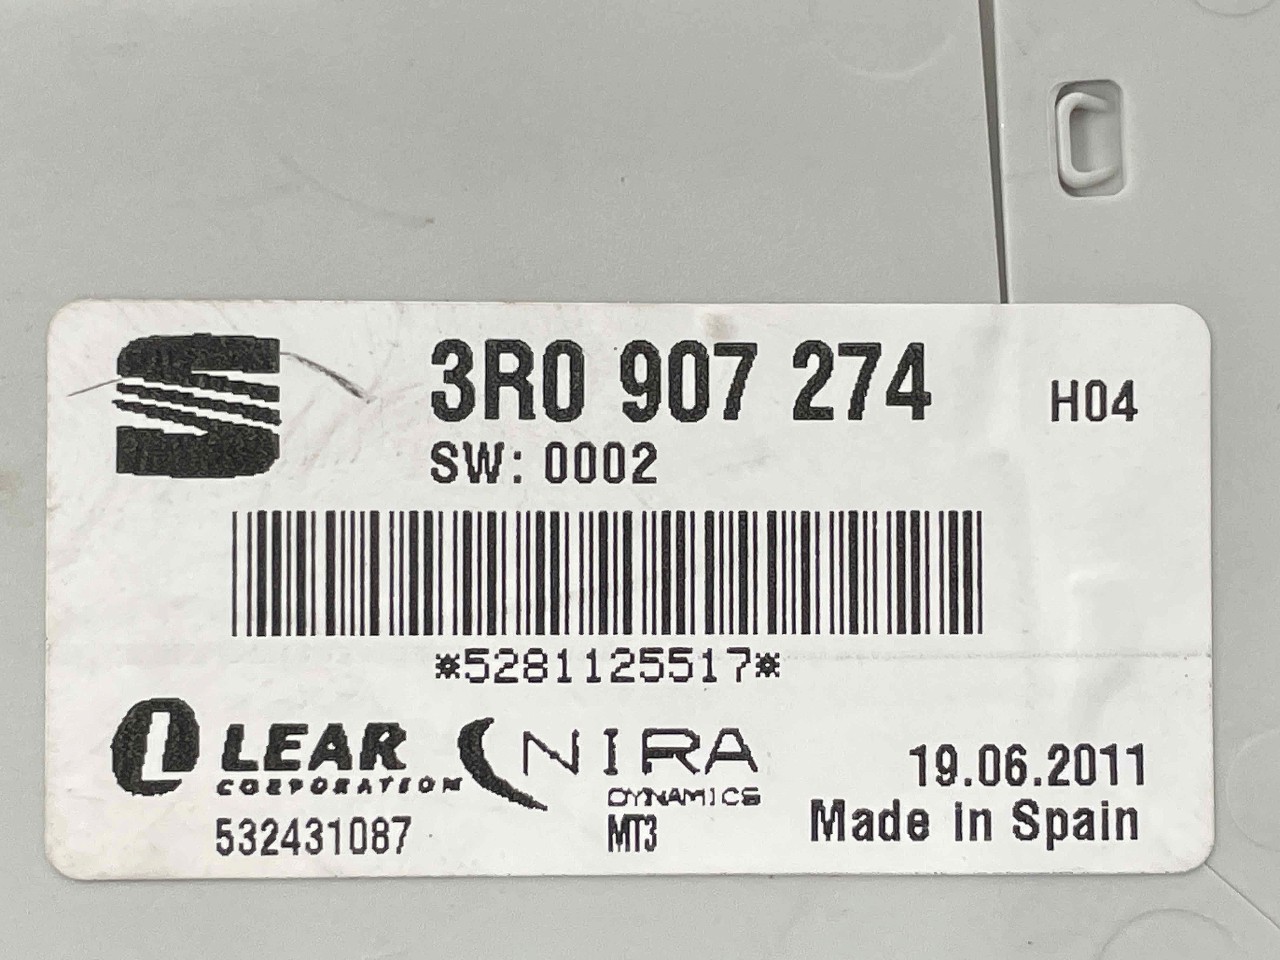 3R0 907 274 H04
SW: 0002
*5281125517*
LEAR NIRA
CORPORATION DYNAMICS
19.06.2011
532431087 MT3 Made in Spain